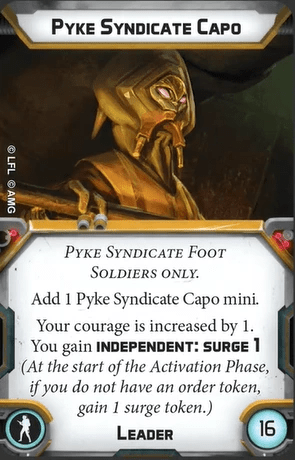 Pyke Syndicate Capo
© LFL © AMG
Pyke Syndicate Foot
Soldiers only.
Add 1 Pyke Syndicate Capo mini.
Your courage is increased by 1.
You gain INDEPENDENT: SURGE 1
(At the start of the Activation Phase,
if you do not have an order token,
gain 1 surge token.)
Leader
16